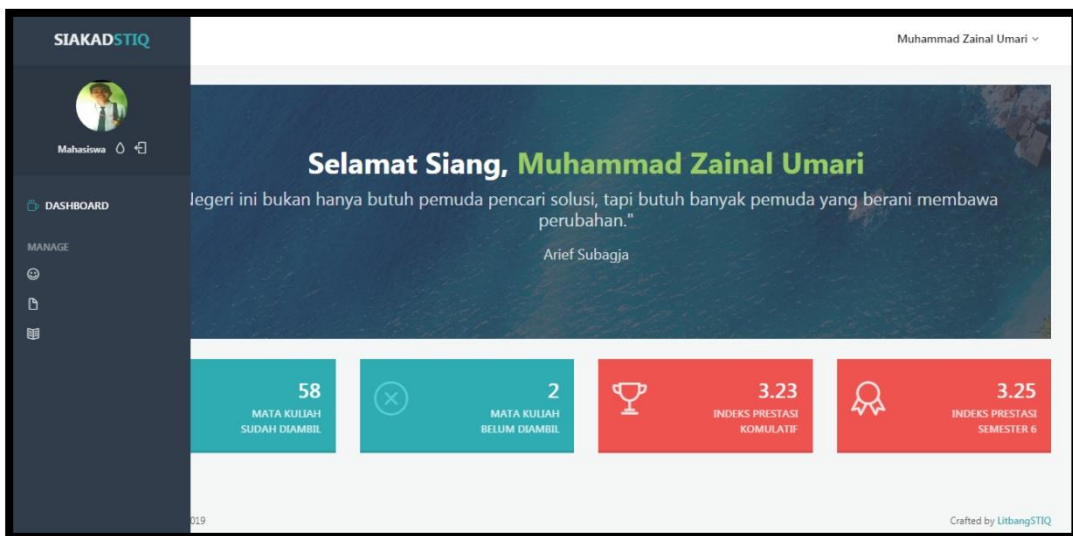 SIAKADSTIQ
Muhammad Zainal Umari
Mahasiswa
DASHBOARD
MANAGE
Selamat Siang, Muhammad Zainal Umari
ini bukan hanya butuh pemuda pencari solusi, tapi butuh banyak pemuda yang berani membawa
perubahan."
Arief Subagja
58
MATA KULIAH
SUDAH DIAMBIL
2
MATA KULIAH
BELUM DIAMBIL
3.23
INDEKS PRESTASI
KOMULATIF
3.25
INDEKS PRESTASI
SEMESTER 6
019
Crafted by LitbangSTIQ